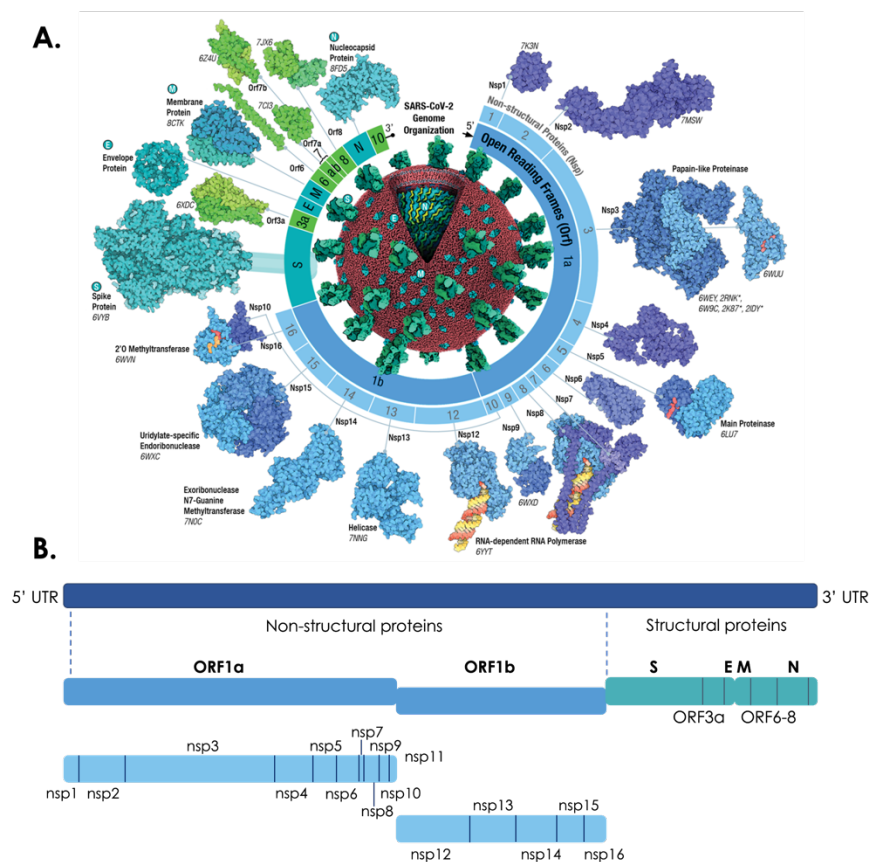 A.
SARS-CoV-2
Genome
Organization
3'
5'
Open Reading Frames (Orf)
Non-structural Proteins (Nsp)
1a
1b
1
2
3
4
5
6
7
8
9
10
12
13
14
15
16
S
3a
E
M
6
7
a
b
8
N
10
S
E
M
N
7K3N
Nsp1
Nsp2
7MSW
Papain-like Proteinase
Nsp3
6WUU
6WEY, 2RNK*,
6W9C, 2K87*, 2IDY*
Nsp4
Nsp5
Main Proteinase
6LU7
Nsp6
Nsp7
Nsp8
RNA-dependent RNA Polymerase
6YYT
Nsp9
6WXD
Nsp12
Nsp13
Helicase
7NNG
Nsp14
Exoribonuclease
N7-Guanine
Methyltransferase
7N0C
Nsp15
Uridylate-specific
Endoribonuclease
6WXC
Nsp10
Nsp16
2'O Methyltransferase
6WVN
S
Spike
Protein
6VYB
Orf3a
6XDC
E
Envelope
Protein
M
Membrane
Protein
8CTK
Orf6
Orf7a
7CI3
Orf7b
6Z4U
Orf8
7JX6
N
Nucleocapsid
Protein
8FD5
B.
5' UTR
3' UTR
Non-structural proteins
Structural proteins
ORF1a
ORF1b
S
E M
N
ORF3a
ORF6-8
nsp7
nsp3
nsp5
nsp9
nsp11
nsp1
nsp2
nsp4
nsp6
nsp10
nsp8
nsp13
nsp15
nsp12
nsp14
nsp16